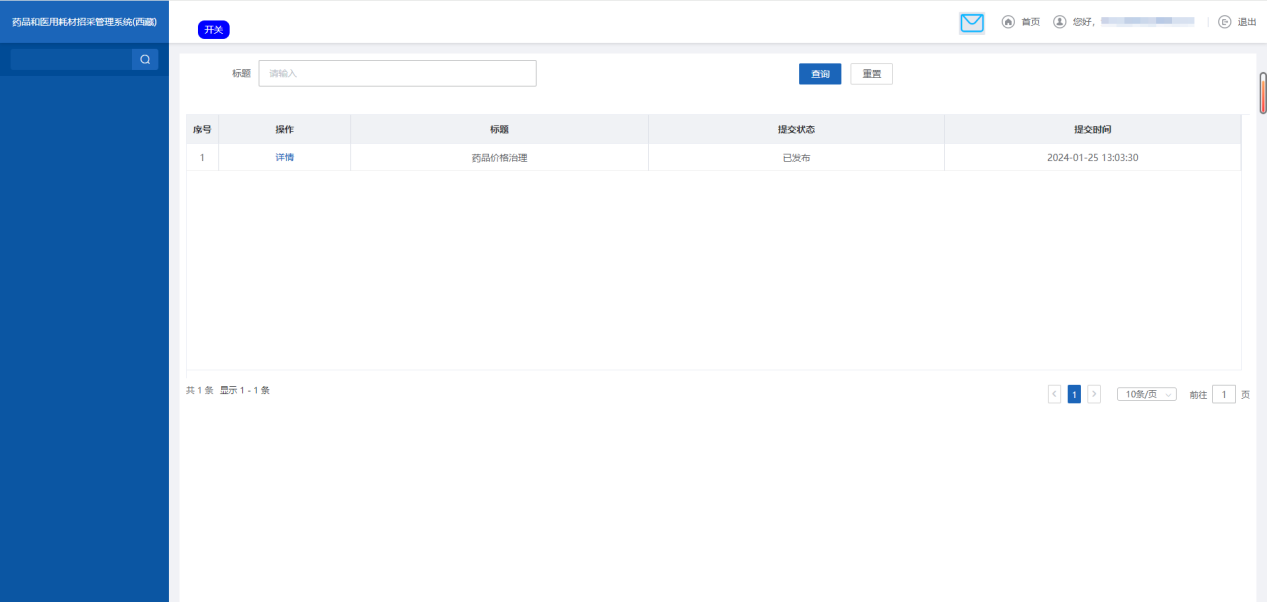 药品和医用耗材招采管理系统(西藏)
开关
首页
您好,
退出
标题 请输入 查询 重置
序号 操作 标题 提交状态 提交时间
1 详情 药品价格治理 已发布 2024-01-25 13:03:30
共 1 条 显示 1 - 1 条
1 10条/页 前往 1 页